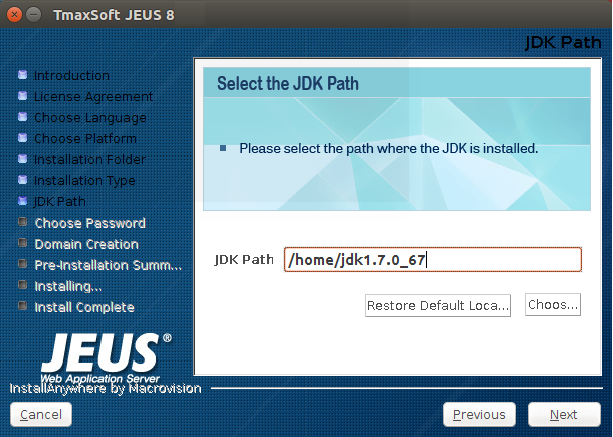 TmaxSoft JEUS 8
JDK Path
Introduction
License Agreement
Choose Language
Choose Platform
Installation Folder
Installation Type
JDK Path
Choose Password
Domain Creation
Pre-Installation Summ...
Installing...
Install Complete
Select the JDK Path
Please select the path where the JDK is installed.
JDK Path /home/jdk1.7.0_67
Restore Default Loca... Choos...
JEUS®
Web Application Server
InstallAnywhere by Macrovision
Cancel Previous Next